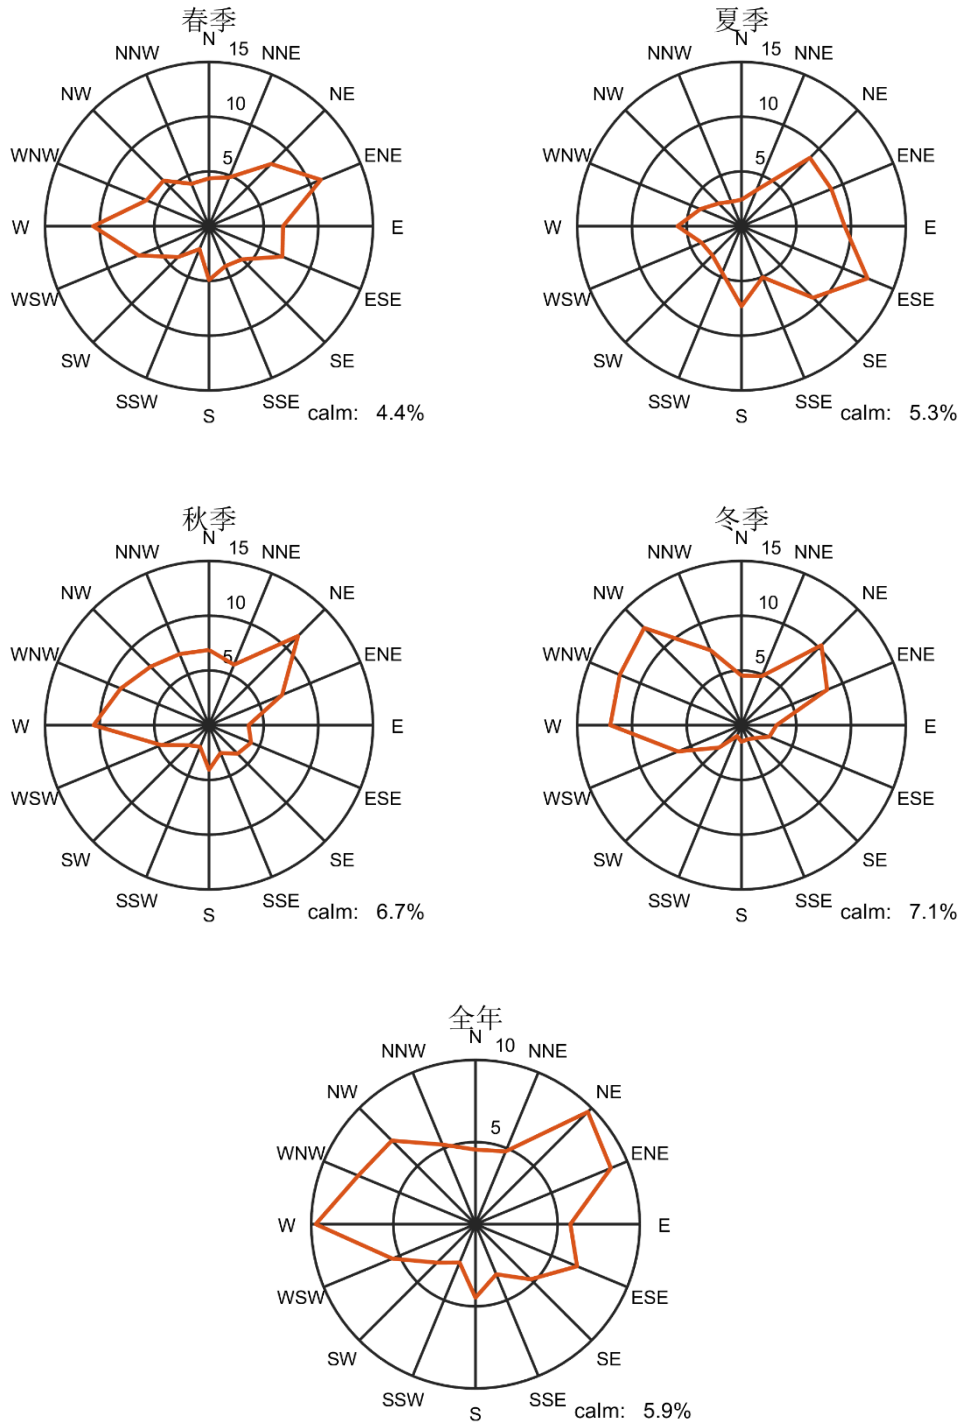 春季
N
15
NNE
NNW
10
NE
NW
5
ENE
WNW
E
W
ESE
WSW
SE
SW
SSE
SSW
S
calm: 4.4%
夏季
N
15
NNE
NNW
10
NE
NW
5
ENE
WNW
E
W
ESE
WSW
SE
SW
SSE
SSW
S
calm: 5.3%
秋季
N
15
NNE
NNW
10
NE
NW
5
ENE
WNW
E
W
ESE
WSW
SE
SW
SSE
SSW
S
calm: 6.7%
冬季
N
15
NNE
NNW
10
NE
NW
5
ENE
WNW
E
W
ESE
WSW
SE
SW
SSE
SSW
S
calm: 7.1%
全年
N
10
NNE
NNW
NE
NW
5
ENE
WNW
E
W
ESE
WSW
SE
SW
SSE
SSW
S
calm: 5.9%